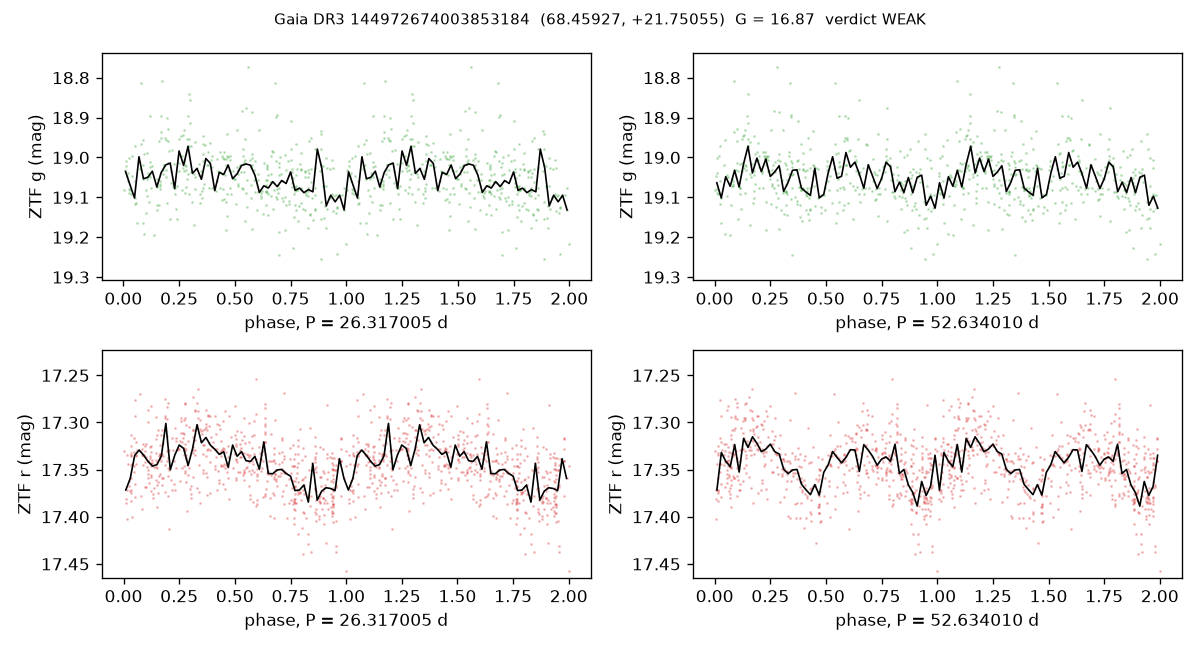 Gaia DR3 144972674003853184  (68.45927, +21.75055)  G = 16.87  verdict WEAK
ZTF g (mag)
18.8
18.9
19.0
19.1
19.2
19.3
0.00 0.25 0.50 0.75 1.00 1.25 1.50 1.75 2.00
phase, P = 26.317005 d
ZTF g (mag)
18.8
18.9
19.0
19.1
19.2
19.3
0.00 0.25 0.50 0.75 1.00 1.25 1.50 1.75 2.00
phase, P = 52.634010 d
ZTF r (mag)
17.25
17.30
17.35
17.40
17.45
0.00 0.25 0.50 0.75 1.00 1.25 1.50 1.75 2.00
phase, P = 26.317005 d
ZTF r (mag)
17.25
17.30
17.35
17.40
17.45
0.00 0.25 0.50 0.75 1.00 1.25 1.50 1.75 2.00
phase, P = 52.634010 d